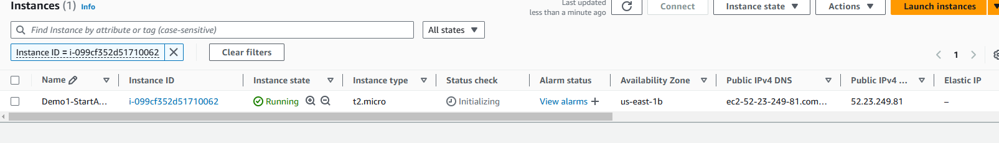 Instances (1) Info
Last updated
less than a minute ago
Connect
Instance state
Actions
Launch instances
Find Instance by attribute or tag (case-sensitive)
All states
Instance ID = i-099cf352d51710062
Clear filters
1
Name Instance ID Instance state Instance type Status check Alarm status Availability Zone Public IPv4 DNS Public IPv4 ... Elastic IP
Demo1-StartA... i-099cf352d51710062 Running t2.micro Initializing View alarms + us-east-1b ec2-52-23-249-81.com... 52.23.249.81 –